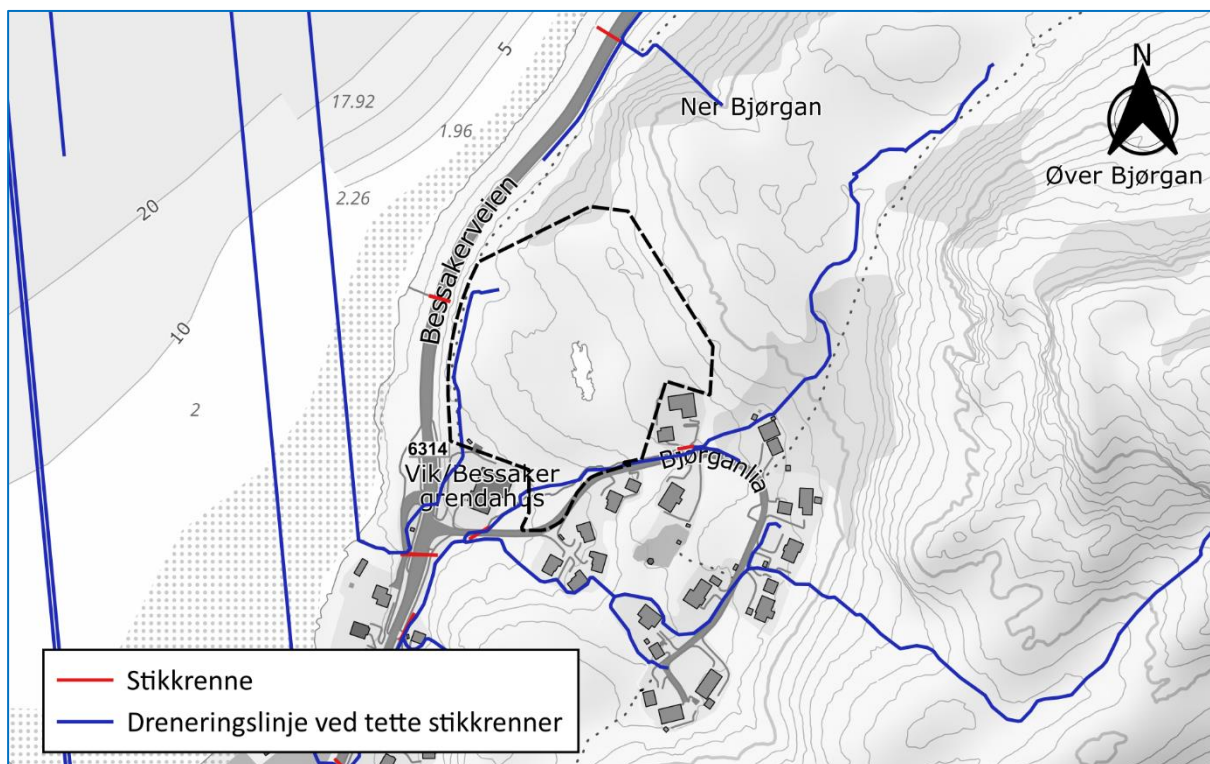 5
17.92
1.96
2.26
20
10
2
N
Ner Bjørgan
Øver Bjørgan
Bessakerveien
6314
Vik/Bessaker
grendahus
Bjørganlia
Stikkrenne
Dreneringslinje ved tette stikkrenner